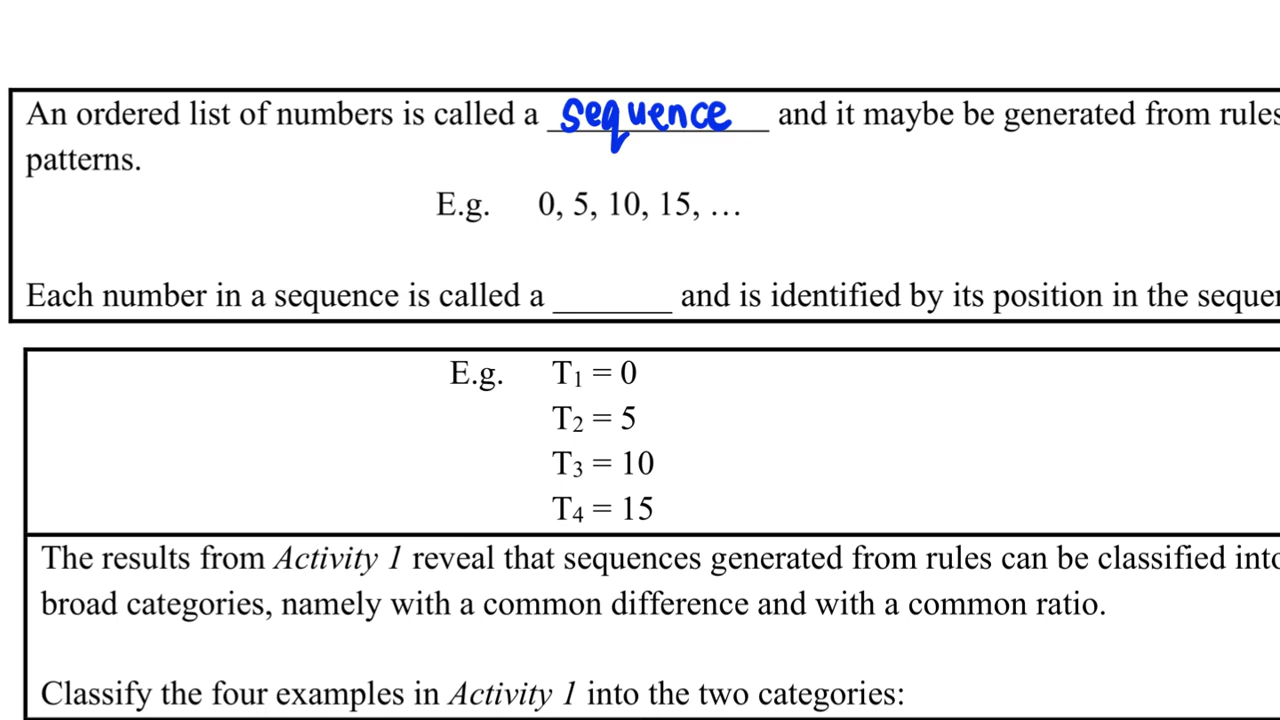 An ordered list of numbers is called a sequence and it maybe be generated from rules
patterns.
E.g. 0, 5, 10, 15, …
Each number in a sequence is called a ________ and is identified by its position in the
E.g. T₁ = 0
T₂ = 5
T₃ = 10
T₄ = 15
The results from Activity 1 reveal that sequences generated from rules can be classified
broad categories, namely with a common difference and with a common ratio.
Classify the four examples in Activity 1 into the two categories: